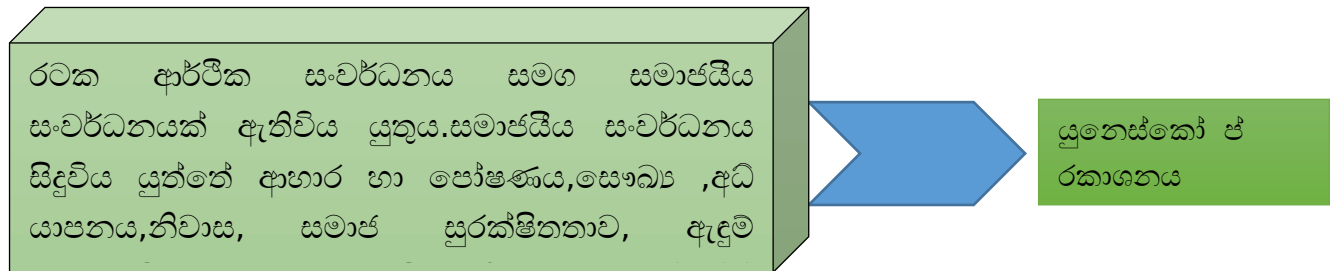 රටක ආර්ථික සංවර්ධනය සමග සමාජයීය
සංවර්ධනයක් ඇතිවිය යුතුය.සමාජයීය සංවර්ධනය
සිදුවිය යුත්තේ ආහාර හා පෝෂණය,සෞඛ්‍ය ,අධ්
යාපනය,නිවාස, සමාජ සුරක්ෂිතතාව, ඇඳුම්
යුනෙස්කෝ ප්
රකාශනය